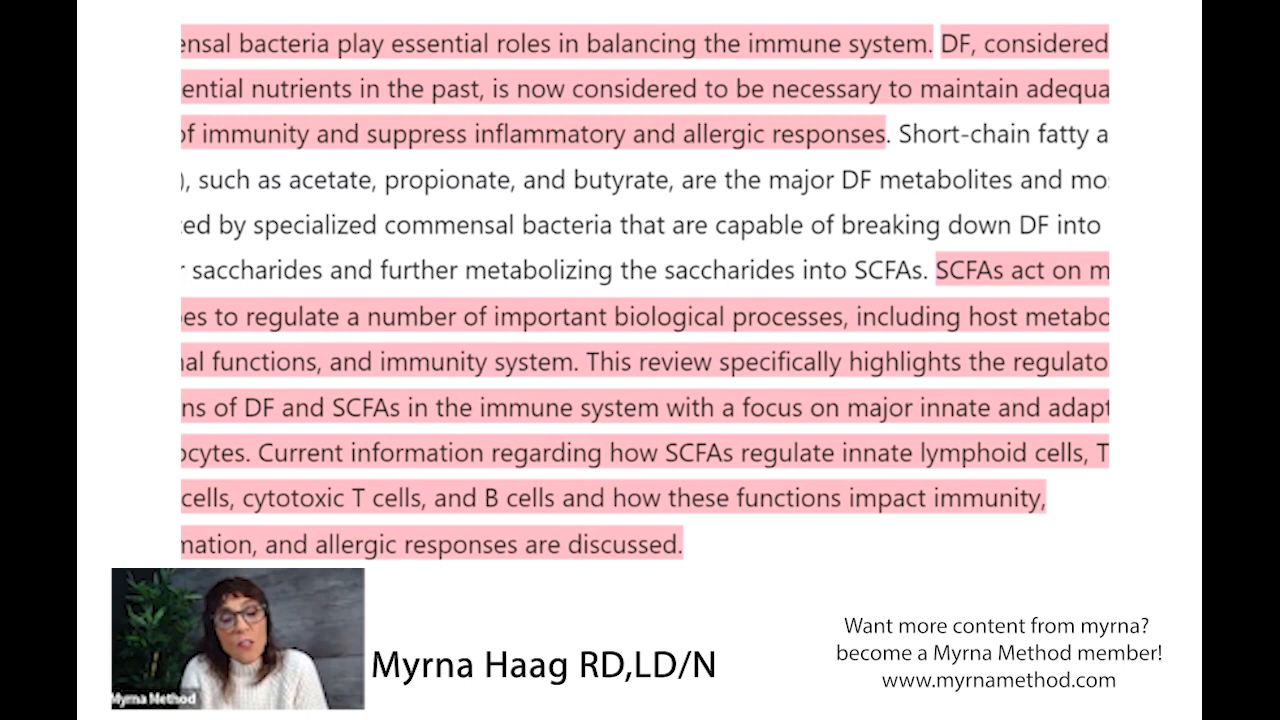 ensal bacteria play essential roles in balancing the immune system. DF, considered
ential nutrients in the past, is now considered to be necessary to maintain adequa
of immunity and suppress inflammatory and allergic responses. Short-chain fatty a
), such as acetate, propionate, and butyrate, are the major DF metabolites and mos
ced by specialized commensal bacteria that are capable of breaking down DF into
r saccharides and further metabolizing the saccharides into SCFAs. SCFAs act on m
es to regulate a number of important biological processes, including host metabo
nal functions, and immunity system. This review specifically highlights the regulato
ns of DF and SCFAs in the immune system with a focus on major innate and adapt
ocytes. Current information regarding how SCFAs regulate innate lymphoid cells, T
cells, cytotoxic T cells, and B cells and how these functions impact immunity,
mation, and allergic responses are discussed.
Myrna Method
Myrna Haag RD,LD/N
Want more content from myrna?
become a Myrna Method member!
www.myrnamethod.com